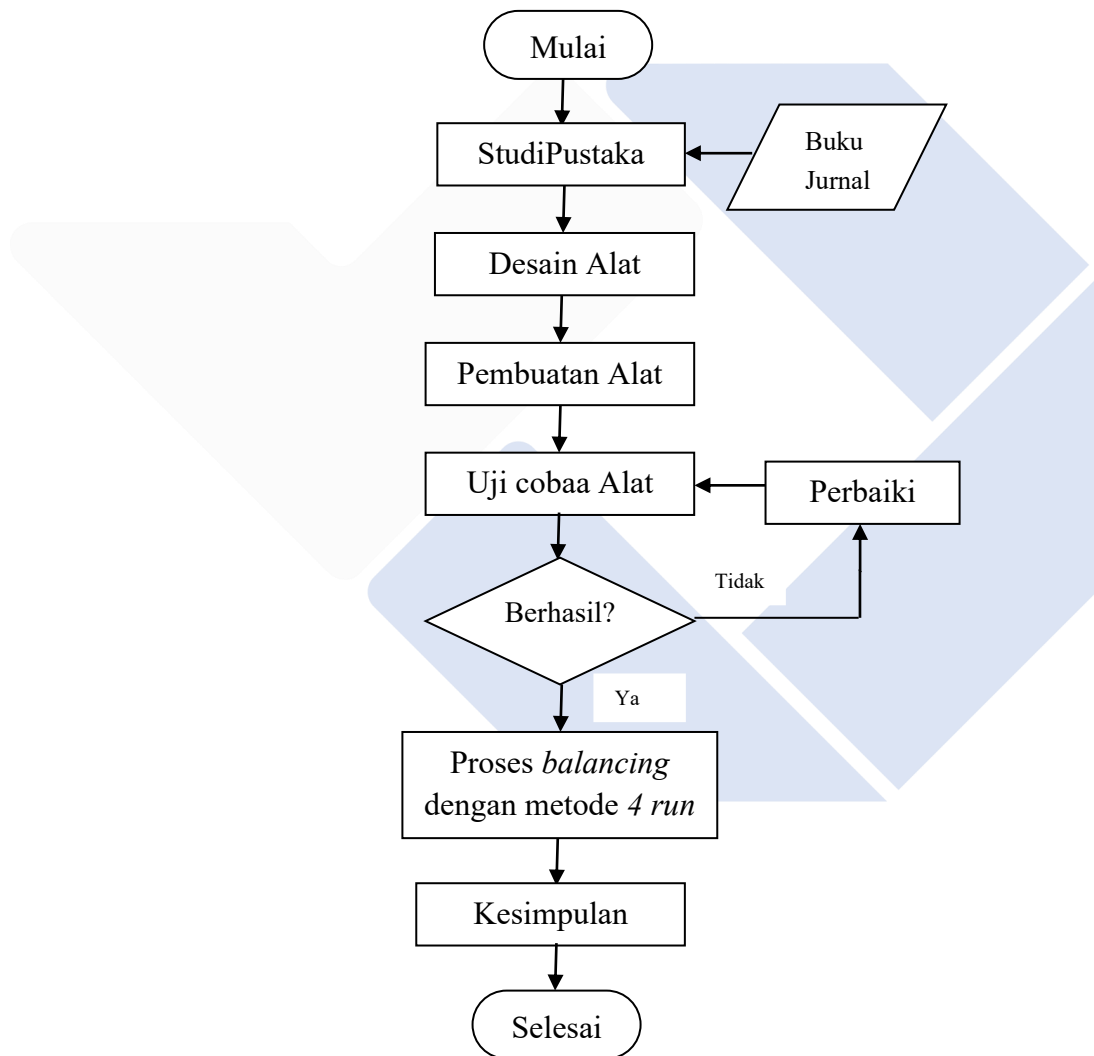 Mulai
StudiPustaka
Buku
Jurnal
Desain Alat
Pembuatan Alat
Uji cobaa Alat
Perbaiki
Tidak
Berhasil?
Ya
Proses balancing
dengan metode 4 run
Kesimpulan
Selesai